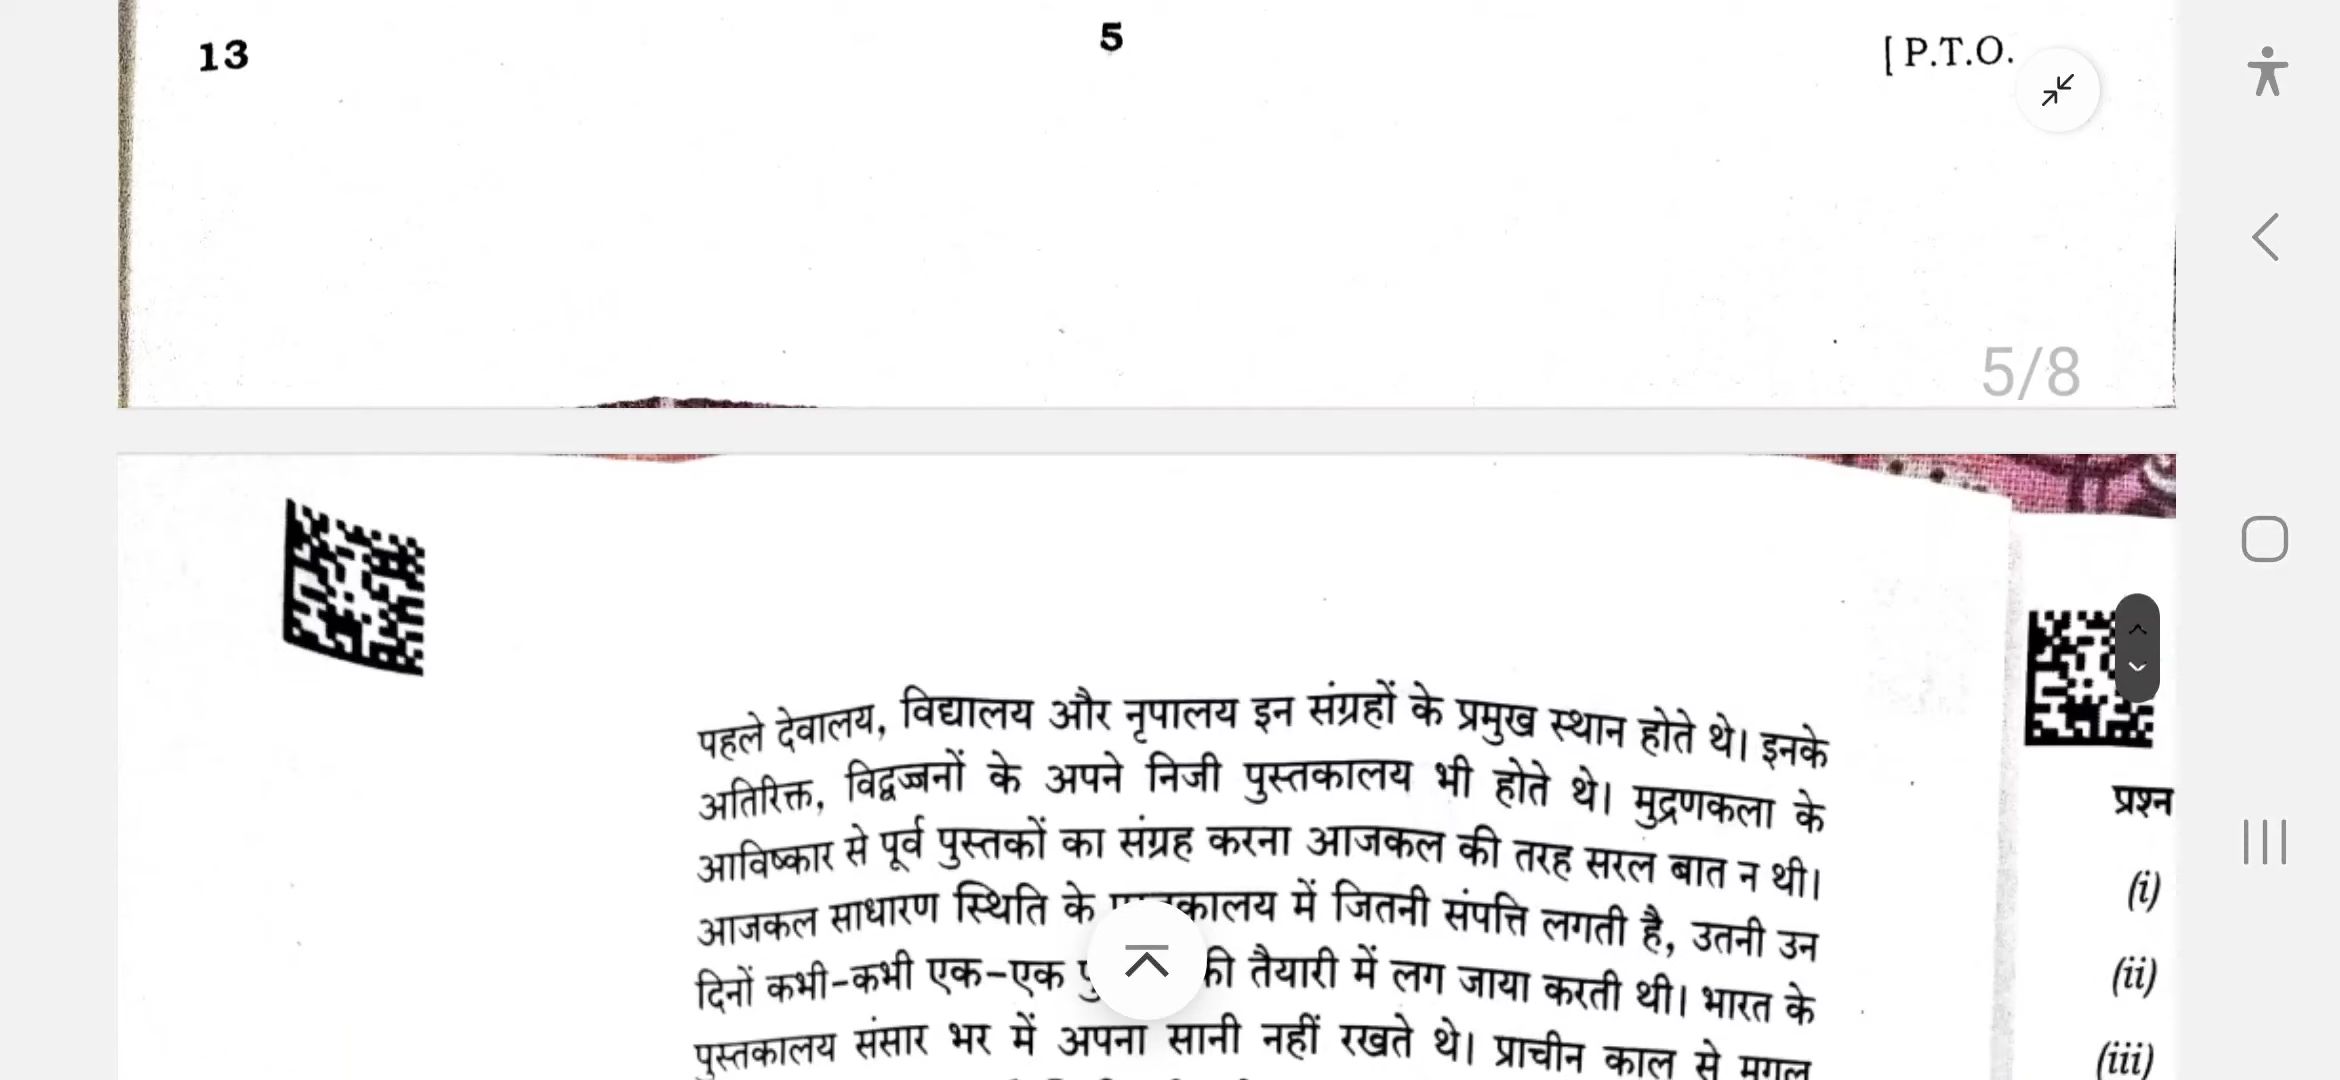 13 5 [ P.T.O.
5/8
पहले देवालय, विद्यालय और नृपालय इन संग्रहों के प्रमुख स्थान होते थे। इनके
अतिरिक्त, विद्वज्जनों के अपने निजी पुस्तकालय भी होते थे। मुद्रणकला के
आविष्कार से पूर्व पुस्तकों का संग्रह करना आजकल की तरह सरल बात न थी।
आजकल साधारण स्थिति के में जितनी संपत्ति लगती है, उतनी उन
दिनों कभी-कभी एक-एक की तैयारी में लग जाया करती थी। भारत के
पुस्तकालय संसार भर में अपना सानी नहीं रखते थे। प्राचीन काल से मुगल
प्रश्न
(i)
(ii)
(iii)